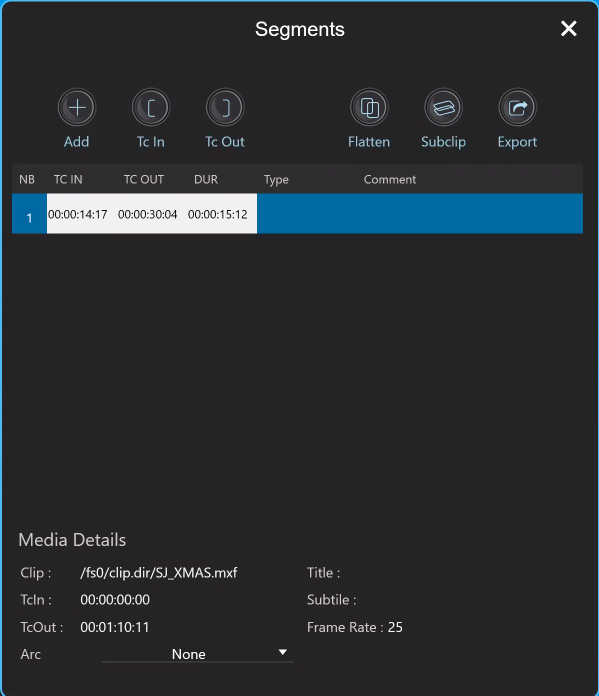 Segments
Add Tc In Tc Out Flatten Subclip Export
NB TC IN TC OUT DUR Type Comment
1 00:00:14:17 00:00:30:04 00:00:15:12
Media Details
Clip : /fs0/clip.dir/SJ_XMAS.mxf Title :
TcIn : 00:00:00:00 Subtile :
TcOut : 00:01:10:11 Frame Rate : 25
Arc None